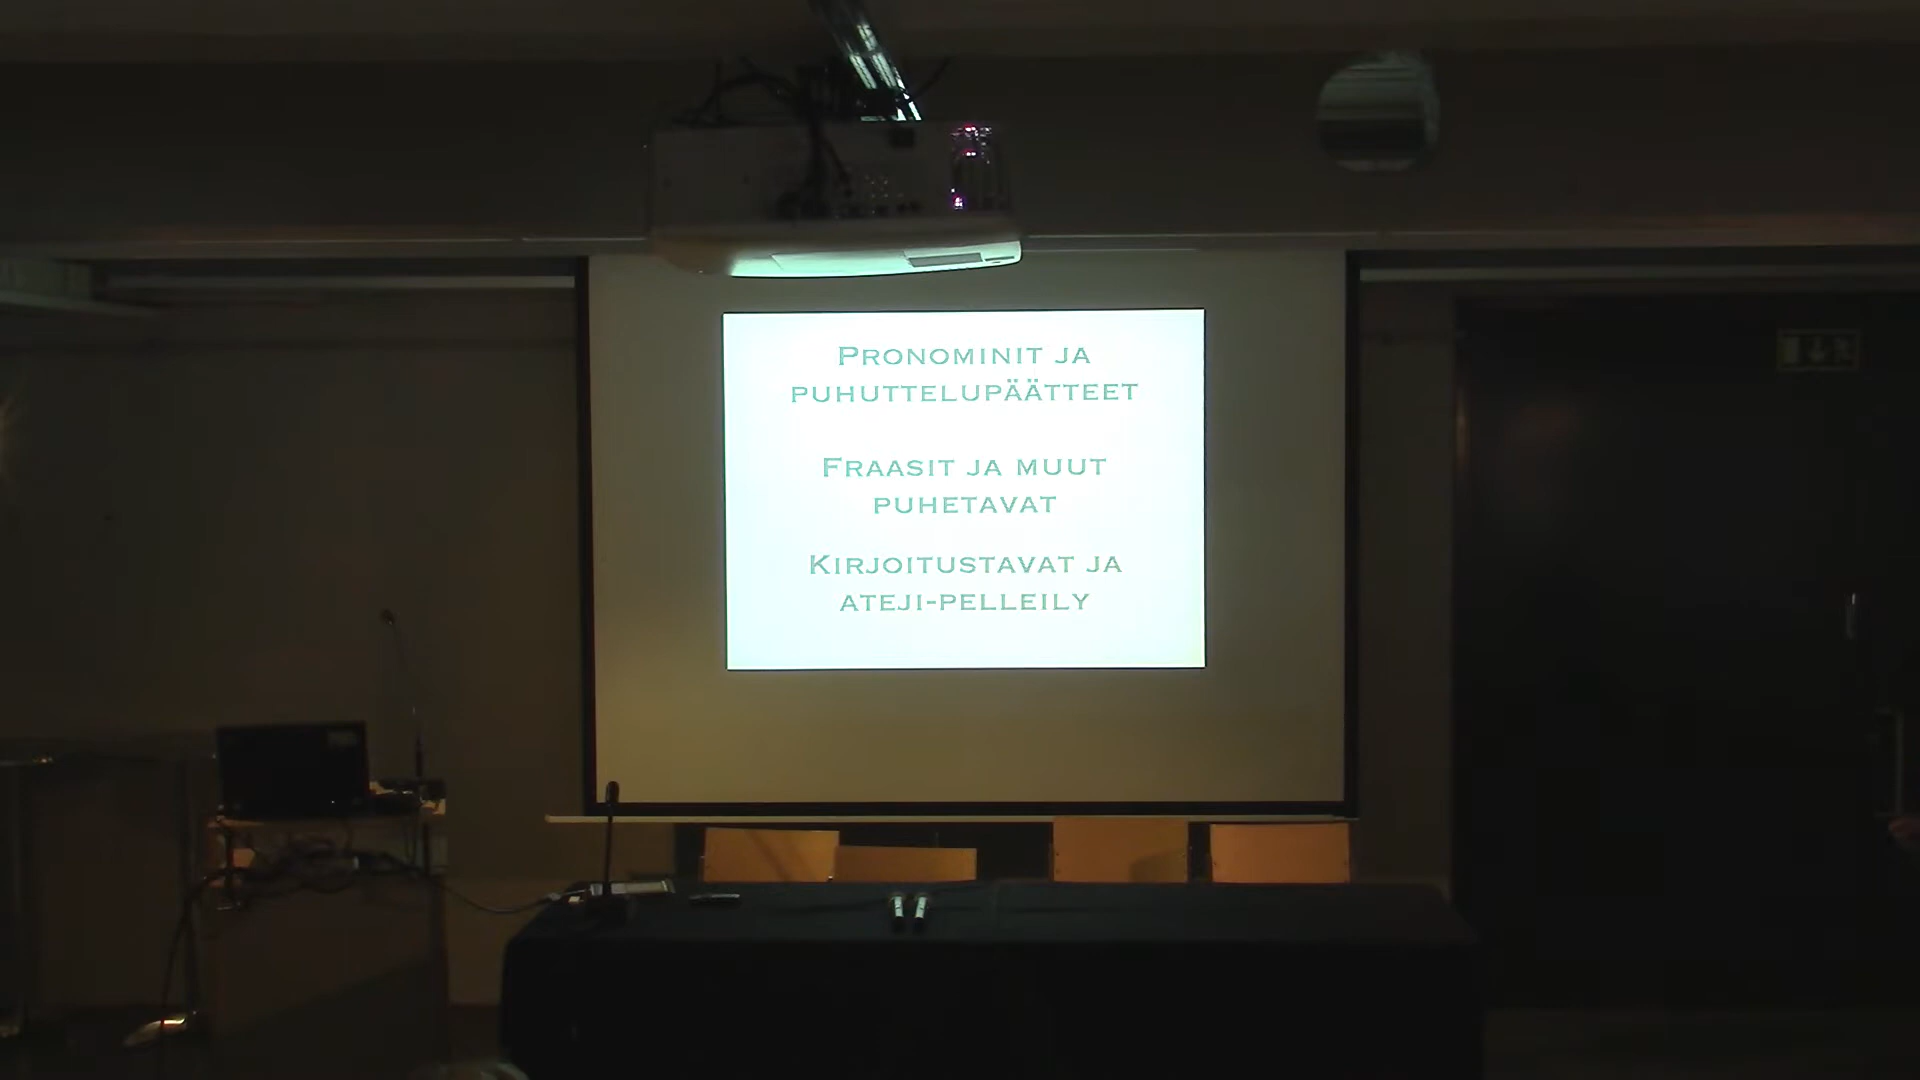 Pronominit ja
puhuttelupäätteet
Fraasit ja muut
puhetavat
Kirjoitustavat ja
ateji-pelleily